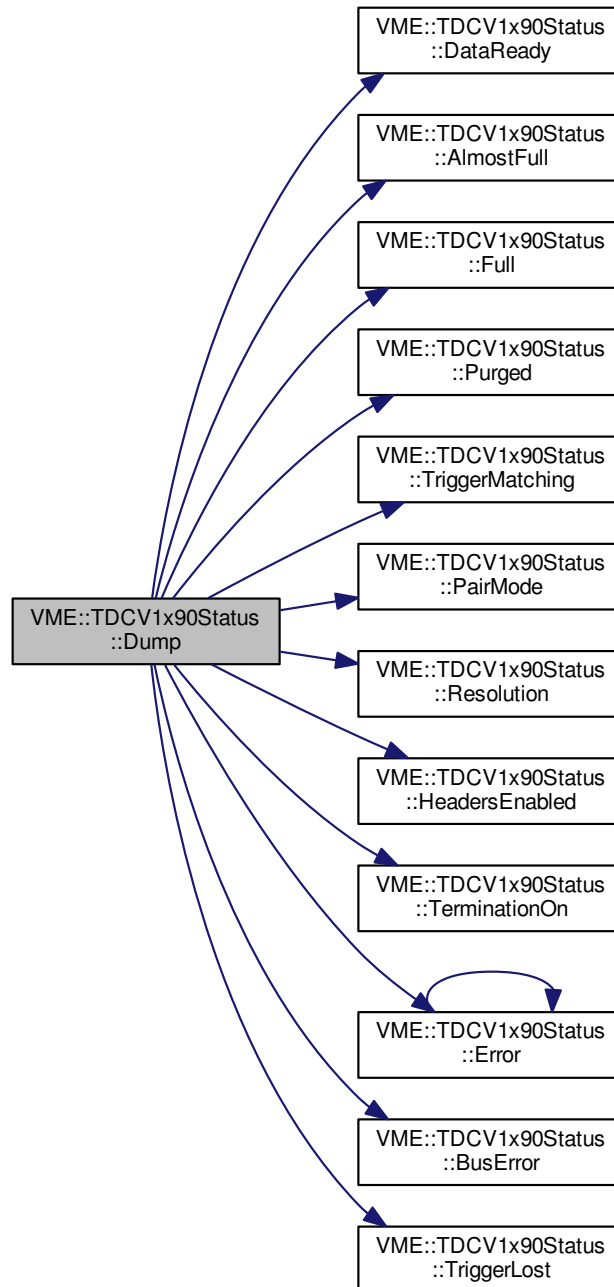 VME::TDCV1x90Status
::DataReady
VME::TDCV1x90Status
::AlmostFull
VME::TDCV1x90Status
::Full
VME::TDCV1x90Status
::Purged
VME::TDCV1x90Status
::TriggerMatching
VME::TDCV1x90Status
::PairMode
VME::TDCV1x90Status
::Dump
VME::TDCV1x90Status
::Resolution
VME::TDCV1x90Status
::HeadersEnabled
VME::TDCV1x90Status
::TerminationOn
VME::TDCV1x90Status
::Error
VME::TDCV1x90Status
::BusError
VME::TDCV1x90Status
::TriggerLost